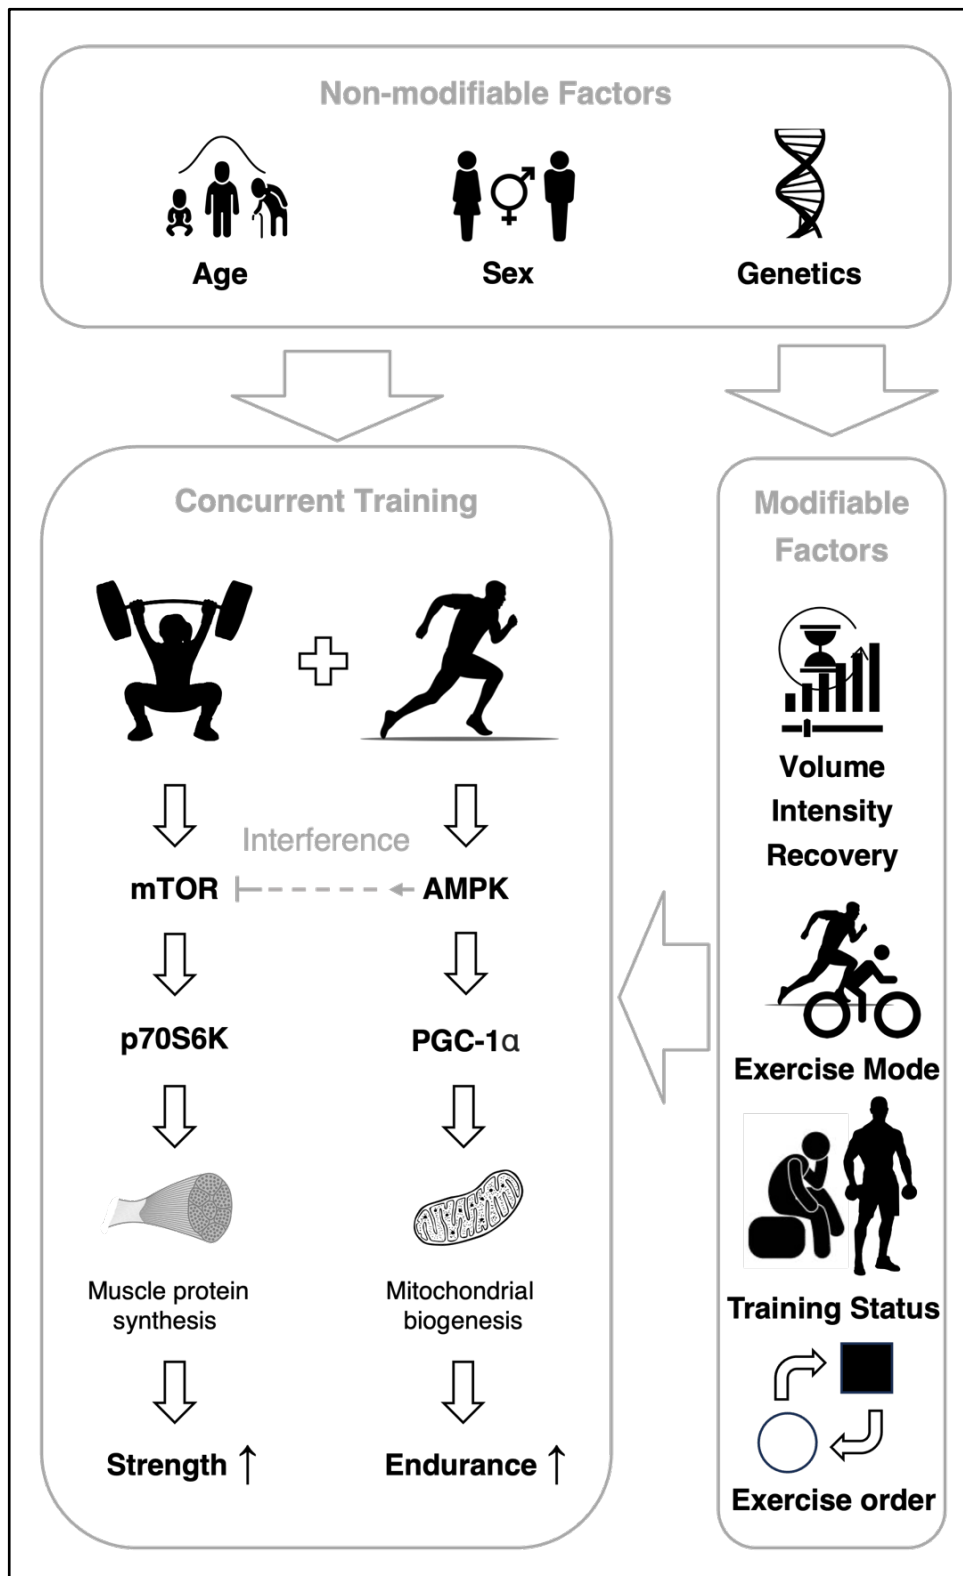 Non-modifiable Factors
Age
Sex
Genetics
Concurrent Training
Interference
mTOR
AMPK
p70S6K
PGC-1α
Muscle protein
synthesis
Mitochondrial
biogenesis
Strength ↑
Endurance ↑
Modifiable
Factors
Volume
Intensity
Recovery
Exercise Mode
Training Status
Exercise order